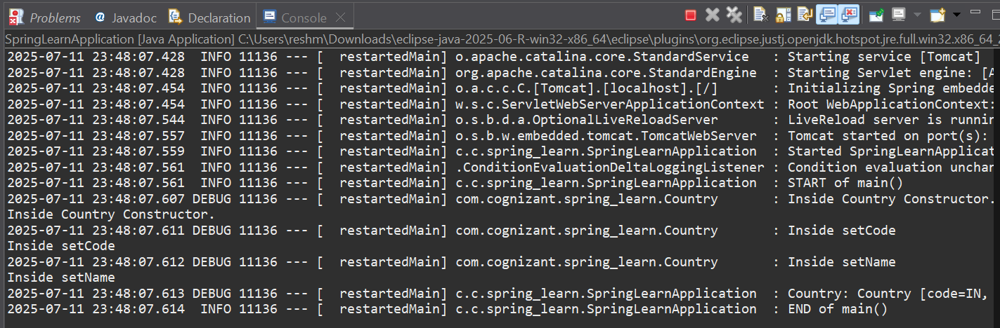 Problems @ Javadoc Declaration Console
SpringLearnApplication [Java Application] C:\Users\reshm\Downloads\eclipse-java-2025-06-R-win32-x86_64\eclipse\plugins\org.eclipse.justj.openjdk.hotspot.jre.full.win32.x86_64_2
2025-07-11 23:48:07.428  INFO 11136 --- [  restartedMain] o.apache.catalina.core.StandardService   : Starting service [Tomcat]
2025-07-11 23:48:07.428  INFO 11136 --- [  restartedMain] org.apache.catalina.core.StandardEngine  : Starting Servlet engine: [A
2025-07-11 23:48:07.454  INFO 11136 --- [  restartedMain] o.a.c.c.C.[Tomcat].[localhost].[/]       : Initializing Spring embedde
2025-07-11 23:48:07.454  INFO 11136 --- [  restartedMain] w.s.c.ServletWebServerApplicationContext : Root WebApplicationContext:
2025-07-11 23:48:07.544  INFO 11136 --- [  restartedMain] o.s.b.d.a.OptionalLiveReloadServer       : LiveReload server is runnin
2025-07-11 23:48:07.557  INFO 11136 --- [  restartedMain] o.s.b.w.embedded.tomcat.TomcatWebServer  : Tomcat started on port(s):
2025-07-11 23:48:07.559  INFO 11136 --- [  restartedMain] c.c.spring_learn.SpringLearnApplication  : Started SpringLearnApplicat
2025-07-11 23:48:07.561  INFO 11136 --- [  restartedMain] .ConditionEvaluationDeltaLoggingListener : Condition evaluation unchan
2025-07-11 23:48:07.561  INFO 11136 --- [  restartedMain] c.c.spring_learn.SpringLearnApplication  : START of main()
2025-07-11 23:48:07.607 DEBUG 11136 --- [  restartedMain] com.cognizant.spring_learn.Country       : Inside Country Constructor.
Inside Country Constructor.
2025-07-11 23:48:07.611 DEBUG 11136 --- [  restartedMain] com.cognizant.spring_learn.Country       : Inside setCode
Inside setCode
2025-07-11 23:48:07.612 DEBUG 11136 --- [  restartedMain] com.cognizant.spring_learn.Country       : Inside setName
Inside setName
2025-07-11 23:48:07.613 DEBUG 11136 --- [  restartedMain] c.c.spring_learn.SpringLearnApplication  : Country: Country [code=IN,
2025-07-11 23:48:07.614  INFO 11136 --- [  restartedMain] c.c.spring_learn.SpringLearnApplication  : END of main()